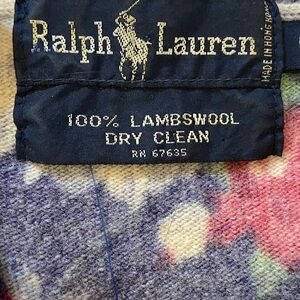 Ralph Lauren
MADE IN HONG KONG
100% LAMBSWOOL
DRY CLEAN
RN 67635